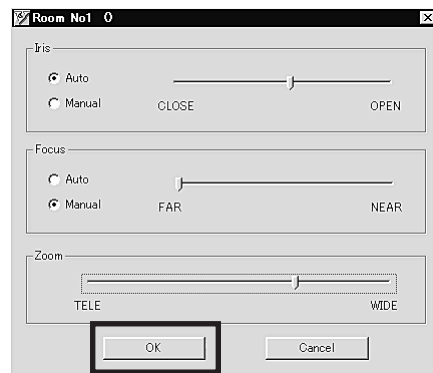 Room No1 0
Iris
Auto
Manual
CLOSE OPEN
Focus
Auto
Manual
FAR NEAR
Zoom
TELE WIDE
OK Cancel